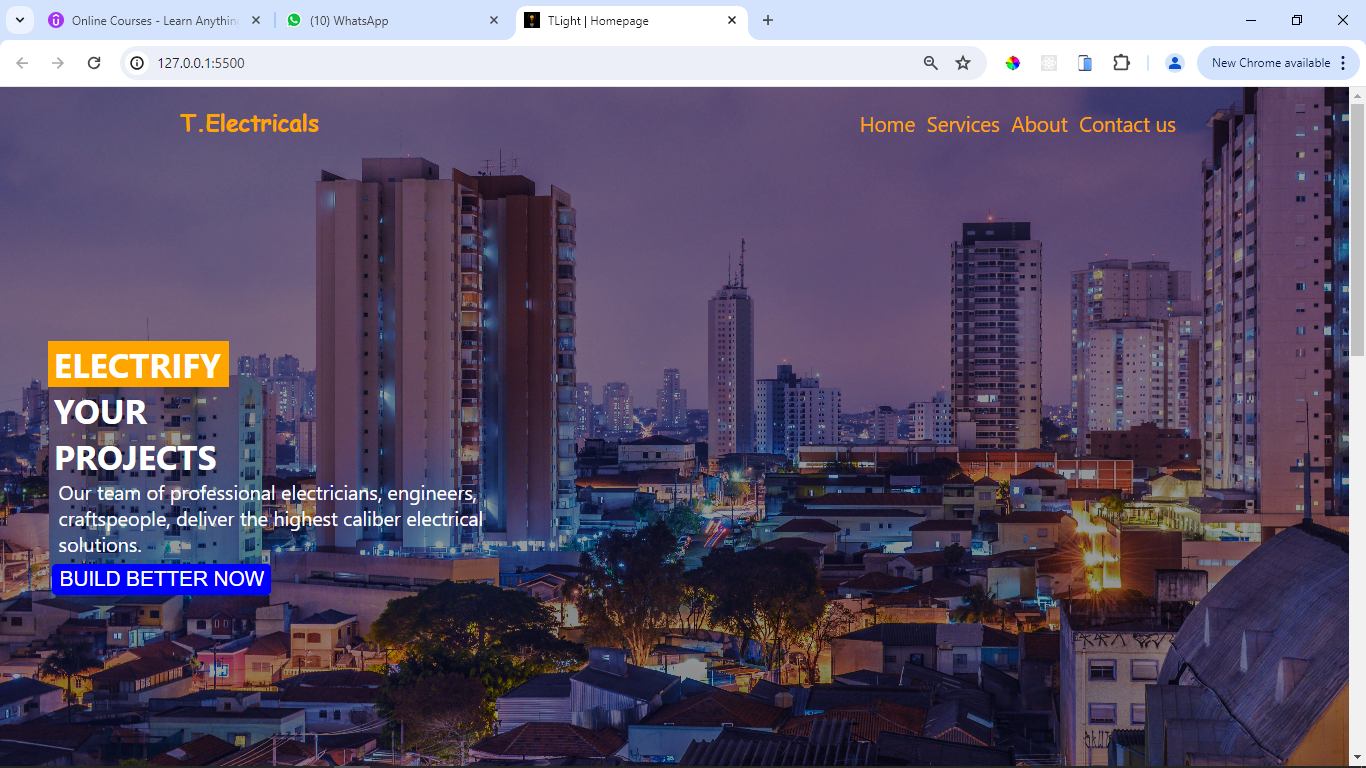 Online Courses - Learn Anythin
(10) WhatsApp
TLight | Homepage
127.0.0.1:5500
New Chrome available
T.Electricals
Home Services About Contact us
ELECTRIFY
YOUR
PROJECTS
Our team of professional electricians, engineers,
craftspeople, deliver the highest caliber electrical
solutions.
BUILD BETTER NOW